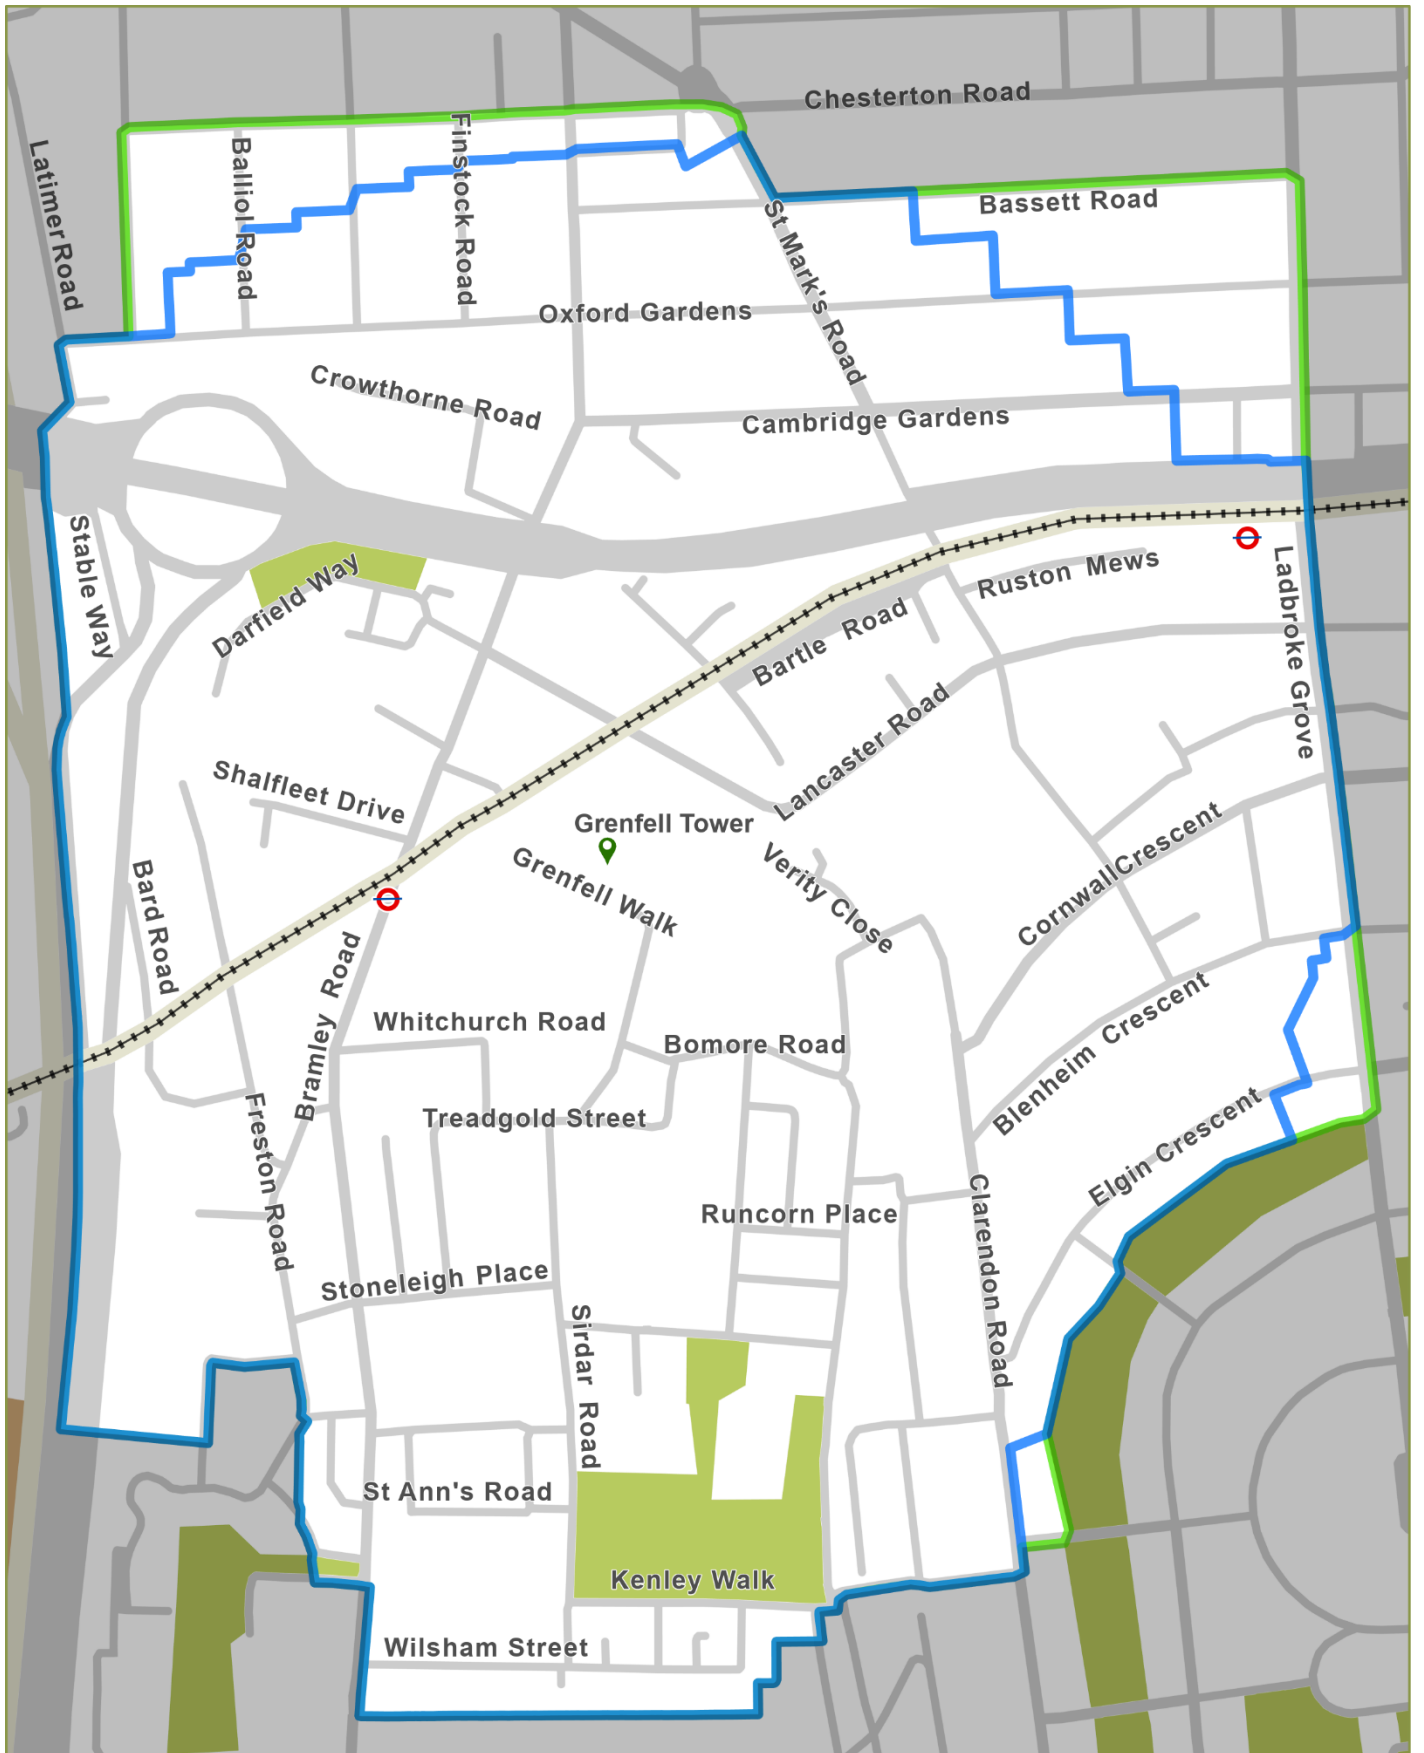 Chesterton Road
Latimer Road
Balliol Road
Finstock Road
Bassett Road
St Mark's Road
Oxford Gardens
Crowthorne Road
Cambridge Gardens
Stable Way
Darfield Way
Ruston Mews
Bartle Road
Ladbroke Grove
Lancaster Road
Shalfleet Drive
Grenfell Tower
Grenfell Walk
Verity Close
Cornwall Crescent
Bard Road
Bramley Road
Whitchurch Road
Bomore Road
Blenheim Crescent
Treadgold Street
Freston Road
Elgin Crescent
Runcorn Place
Clarendon Road
Stoneleigh Place
Sirdar Road
St Ann's Road
Kenley Walk
Wilsham Street